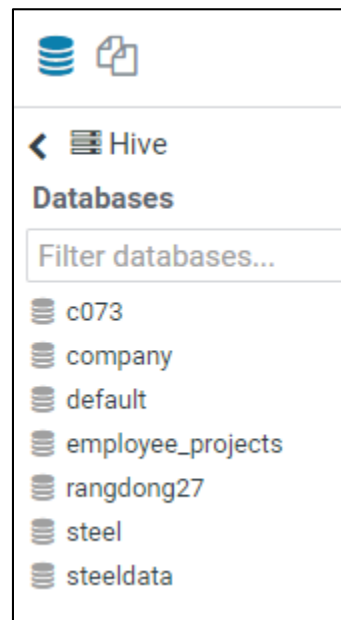 Hive
Databases
Filter databases...
c073
company
default
employee_projects
rangdong27
steel
steeldata